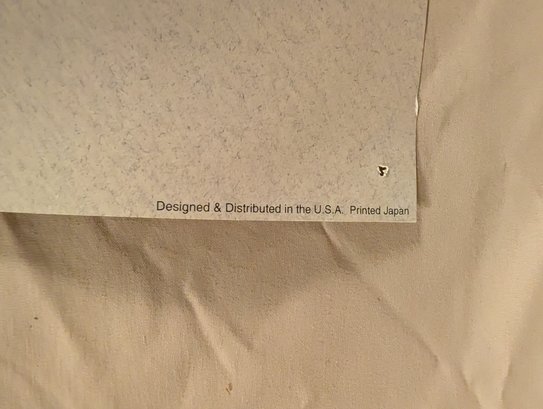 Designed & Distributed in the U.S.A. Printed Japan